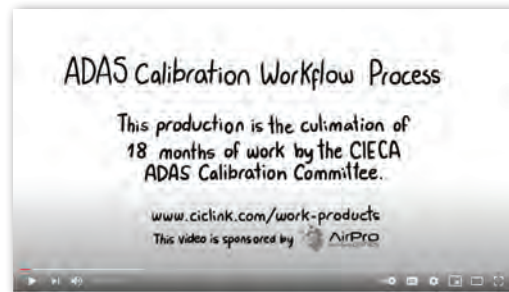 ADAS Calibration Workflow Process
This production is the culimation of
18 months of work by the CIECA
ADAS Calibration Committee.
www.ciclink.com/work-products
This video is sponsored by AirPro